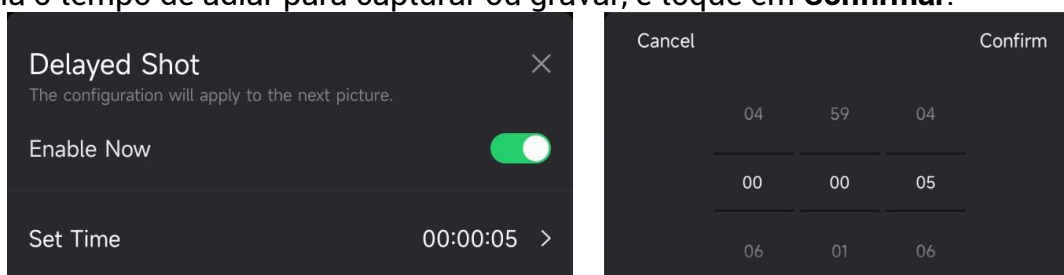 o tempo de adiar para capturar ou gravar, e toque em Confirmar.
Delayed Shot
The configuration will apply to the next picture.
Enable Now
Set Time 00:00:05 >
Cancel Confirm
04 59 04
00 00 05
06 01 06